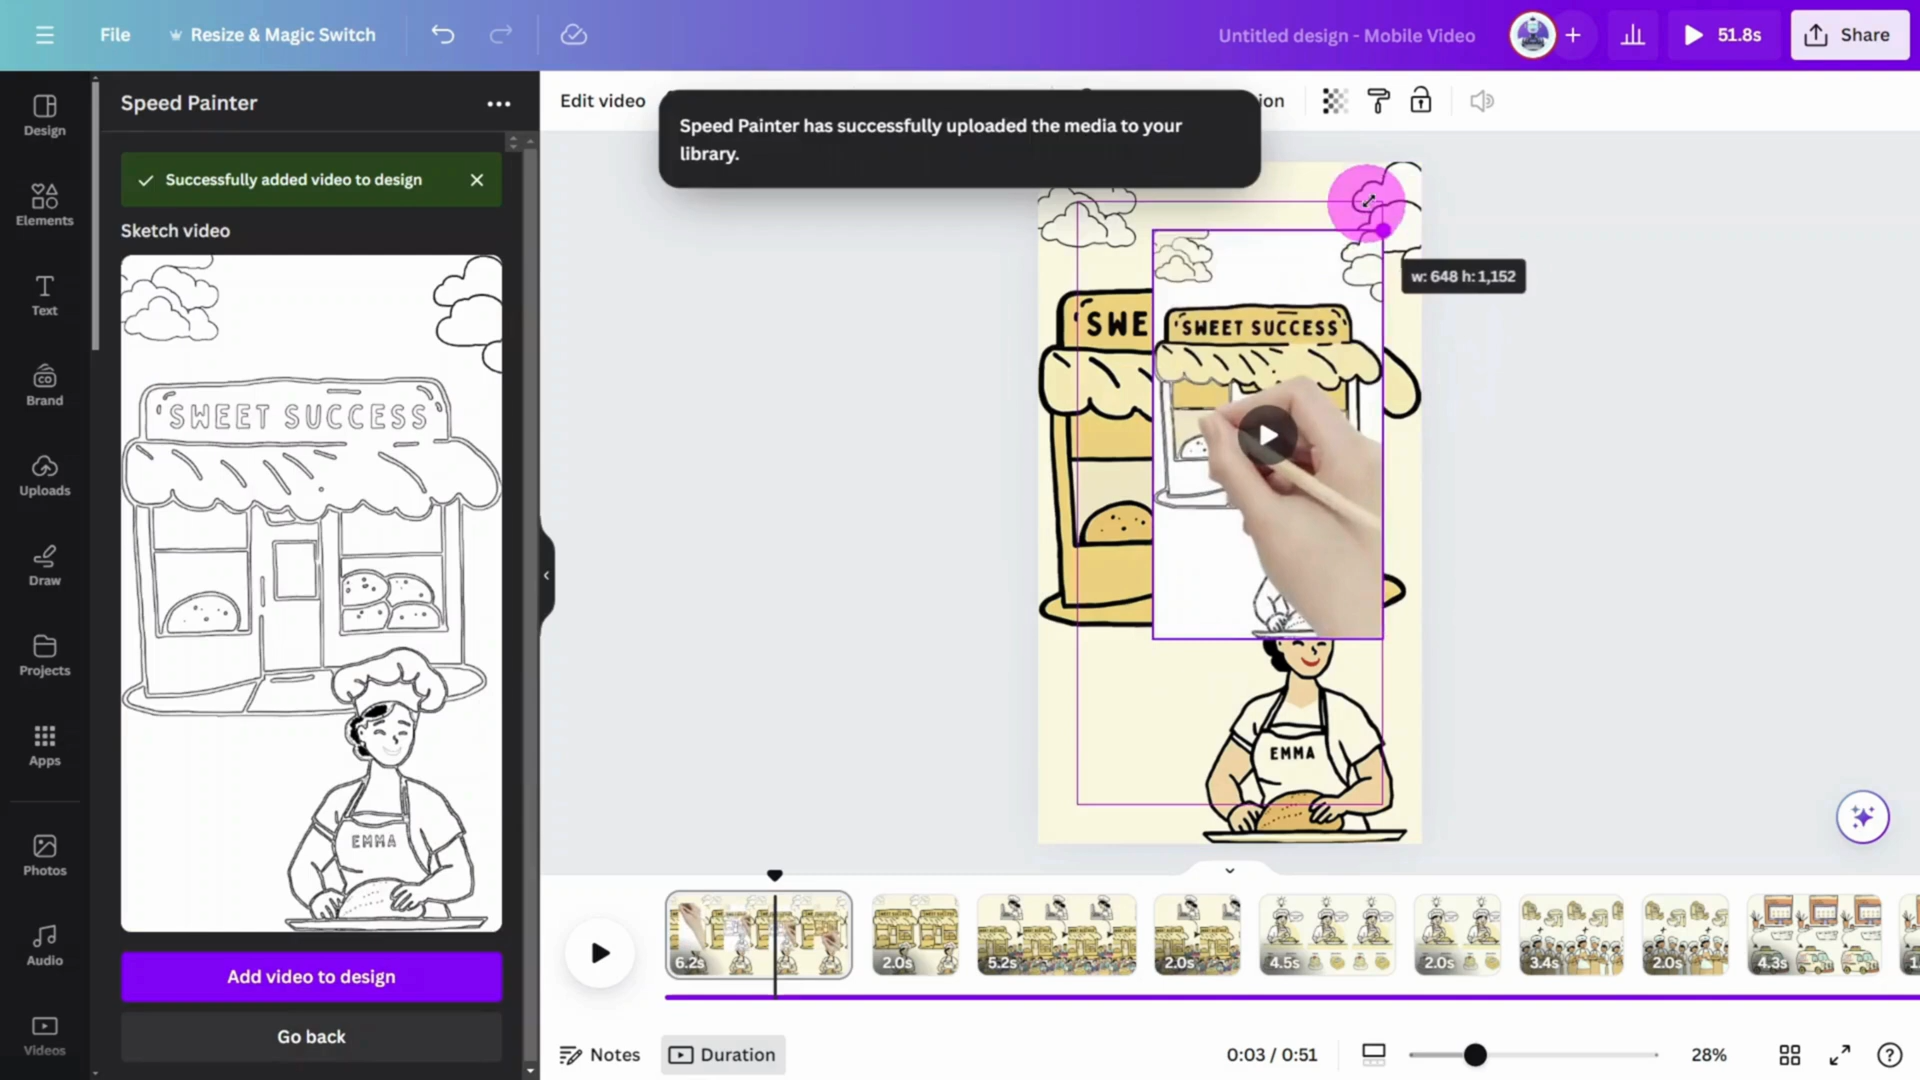 File
Resize & Magic Switch
Untitled design - Mobile Video
51.8s
Share
Design
Elements
Text
Brand
Uploads
Draw
Projects
Apps
Photos
Audio
Videos
Speed Painter
Successfully added video to design
Sketch video
SWEET SUCCESS
EMMA
Add video to design
Go back
Edit video
ion
Speed Painter has successfully uploaded the media to your
library.
w: 648 h: 1,152
SWE
SWEET SUCCESS
EMMA
6.2s
2.0s
5.2s
2.0s
4.5s
2.0s
3.4s
2.0s
4.3s
Notes
Duration
0:03 / 0:51
28%